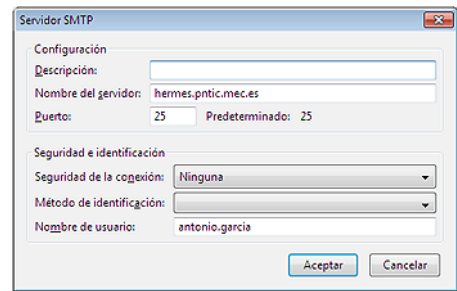 Servidor SMTP
Configuración
Descripción:
Nombre del servidor: hermes.pntic.mec.es
Puerto: 25 Predeterminado: 25
Seguridad e identificación
Seguridad de la conexión: Ninguna
Método de identificación:
Nombre de usuario: antonio.garcia
Aceptar Cancelar